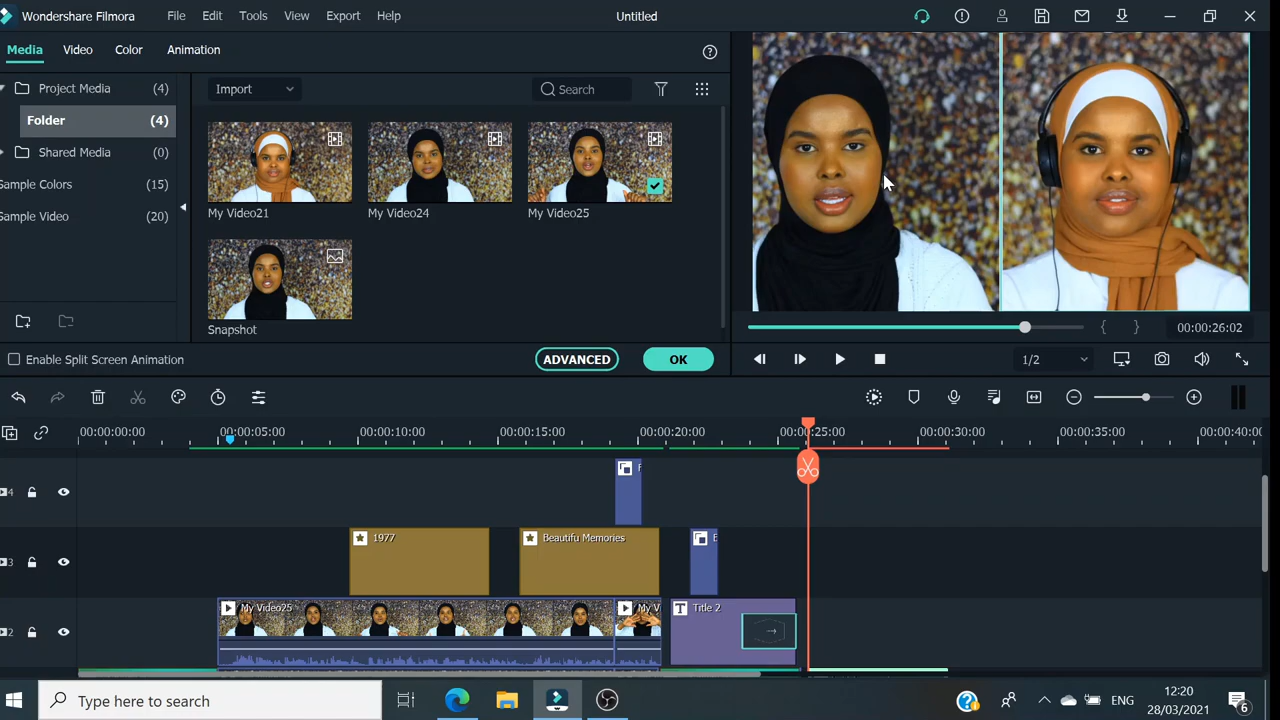 Wondershare Filmora
File
Edit
Tools
View
Export
Help
Untitled
Media
Video
Color
Animation
Project Media (4)
Folder (4)
Shared Media (0)
Sample Colors (15)
Sample Video (20)
Import
Search
My Video21
My Video24
My Video25
Snapshot
00:00:26:02
Enable Split Screen Animation
ADVANCED
OK
1/2
00:00:00:00
00:00:05:00
00:00:10:00
00:00:15:00
00:00:20:00
00:00:25:00
00:00:30:00
00:00:35:00
00:00:40:00
4
F
3
1977
Beautifu Memories
E
2
My Video25
My V
Title 2
Type here to search
ENG
12:20
28/03/2021
6